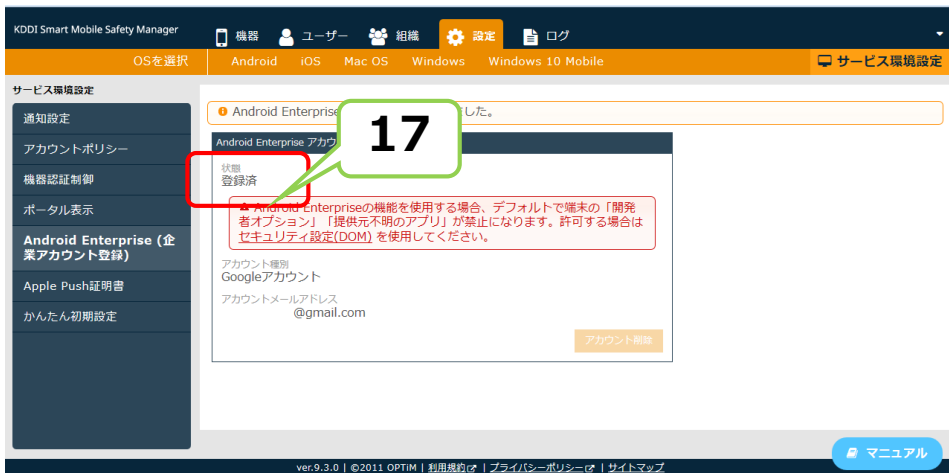 KDDI Smart Mobile Safety Manager
機器 ユーザー 組織 設定 ログ
OSを選択 Android iOS Mac OS Windows Windows 10 Mobile サービス環境設定
サービス環境設定
通知設定
アカウントポリシー
機器認証制御
ポータル表示
Android Enterprise (企
業アカウント登録)
Apple Push証明書
かんたん初期設定
Android Enterprise した。
17
Android Enterprise アカウ
状態
登録済
Android Enterpriseの機能を使用する場合、デフォルトで端末の「開発
者オプション」「提供元不明のアプリ」が禁止になります。許可する場合は
セキュリティ設定(DOM) を使用してください。
アカウント種別
Googleアカウント
アカウントメールアドレス
@gmail.com
アカウント削除
マニュアル
ver.9.3.0 | ©2011 OPTiM | 利用規約 | プライバシーポリシー | サイトマップ